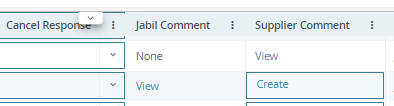 Cancel Response Jabil Comment Supplier Comment
None View
View Create